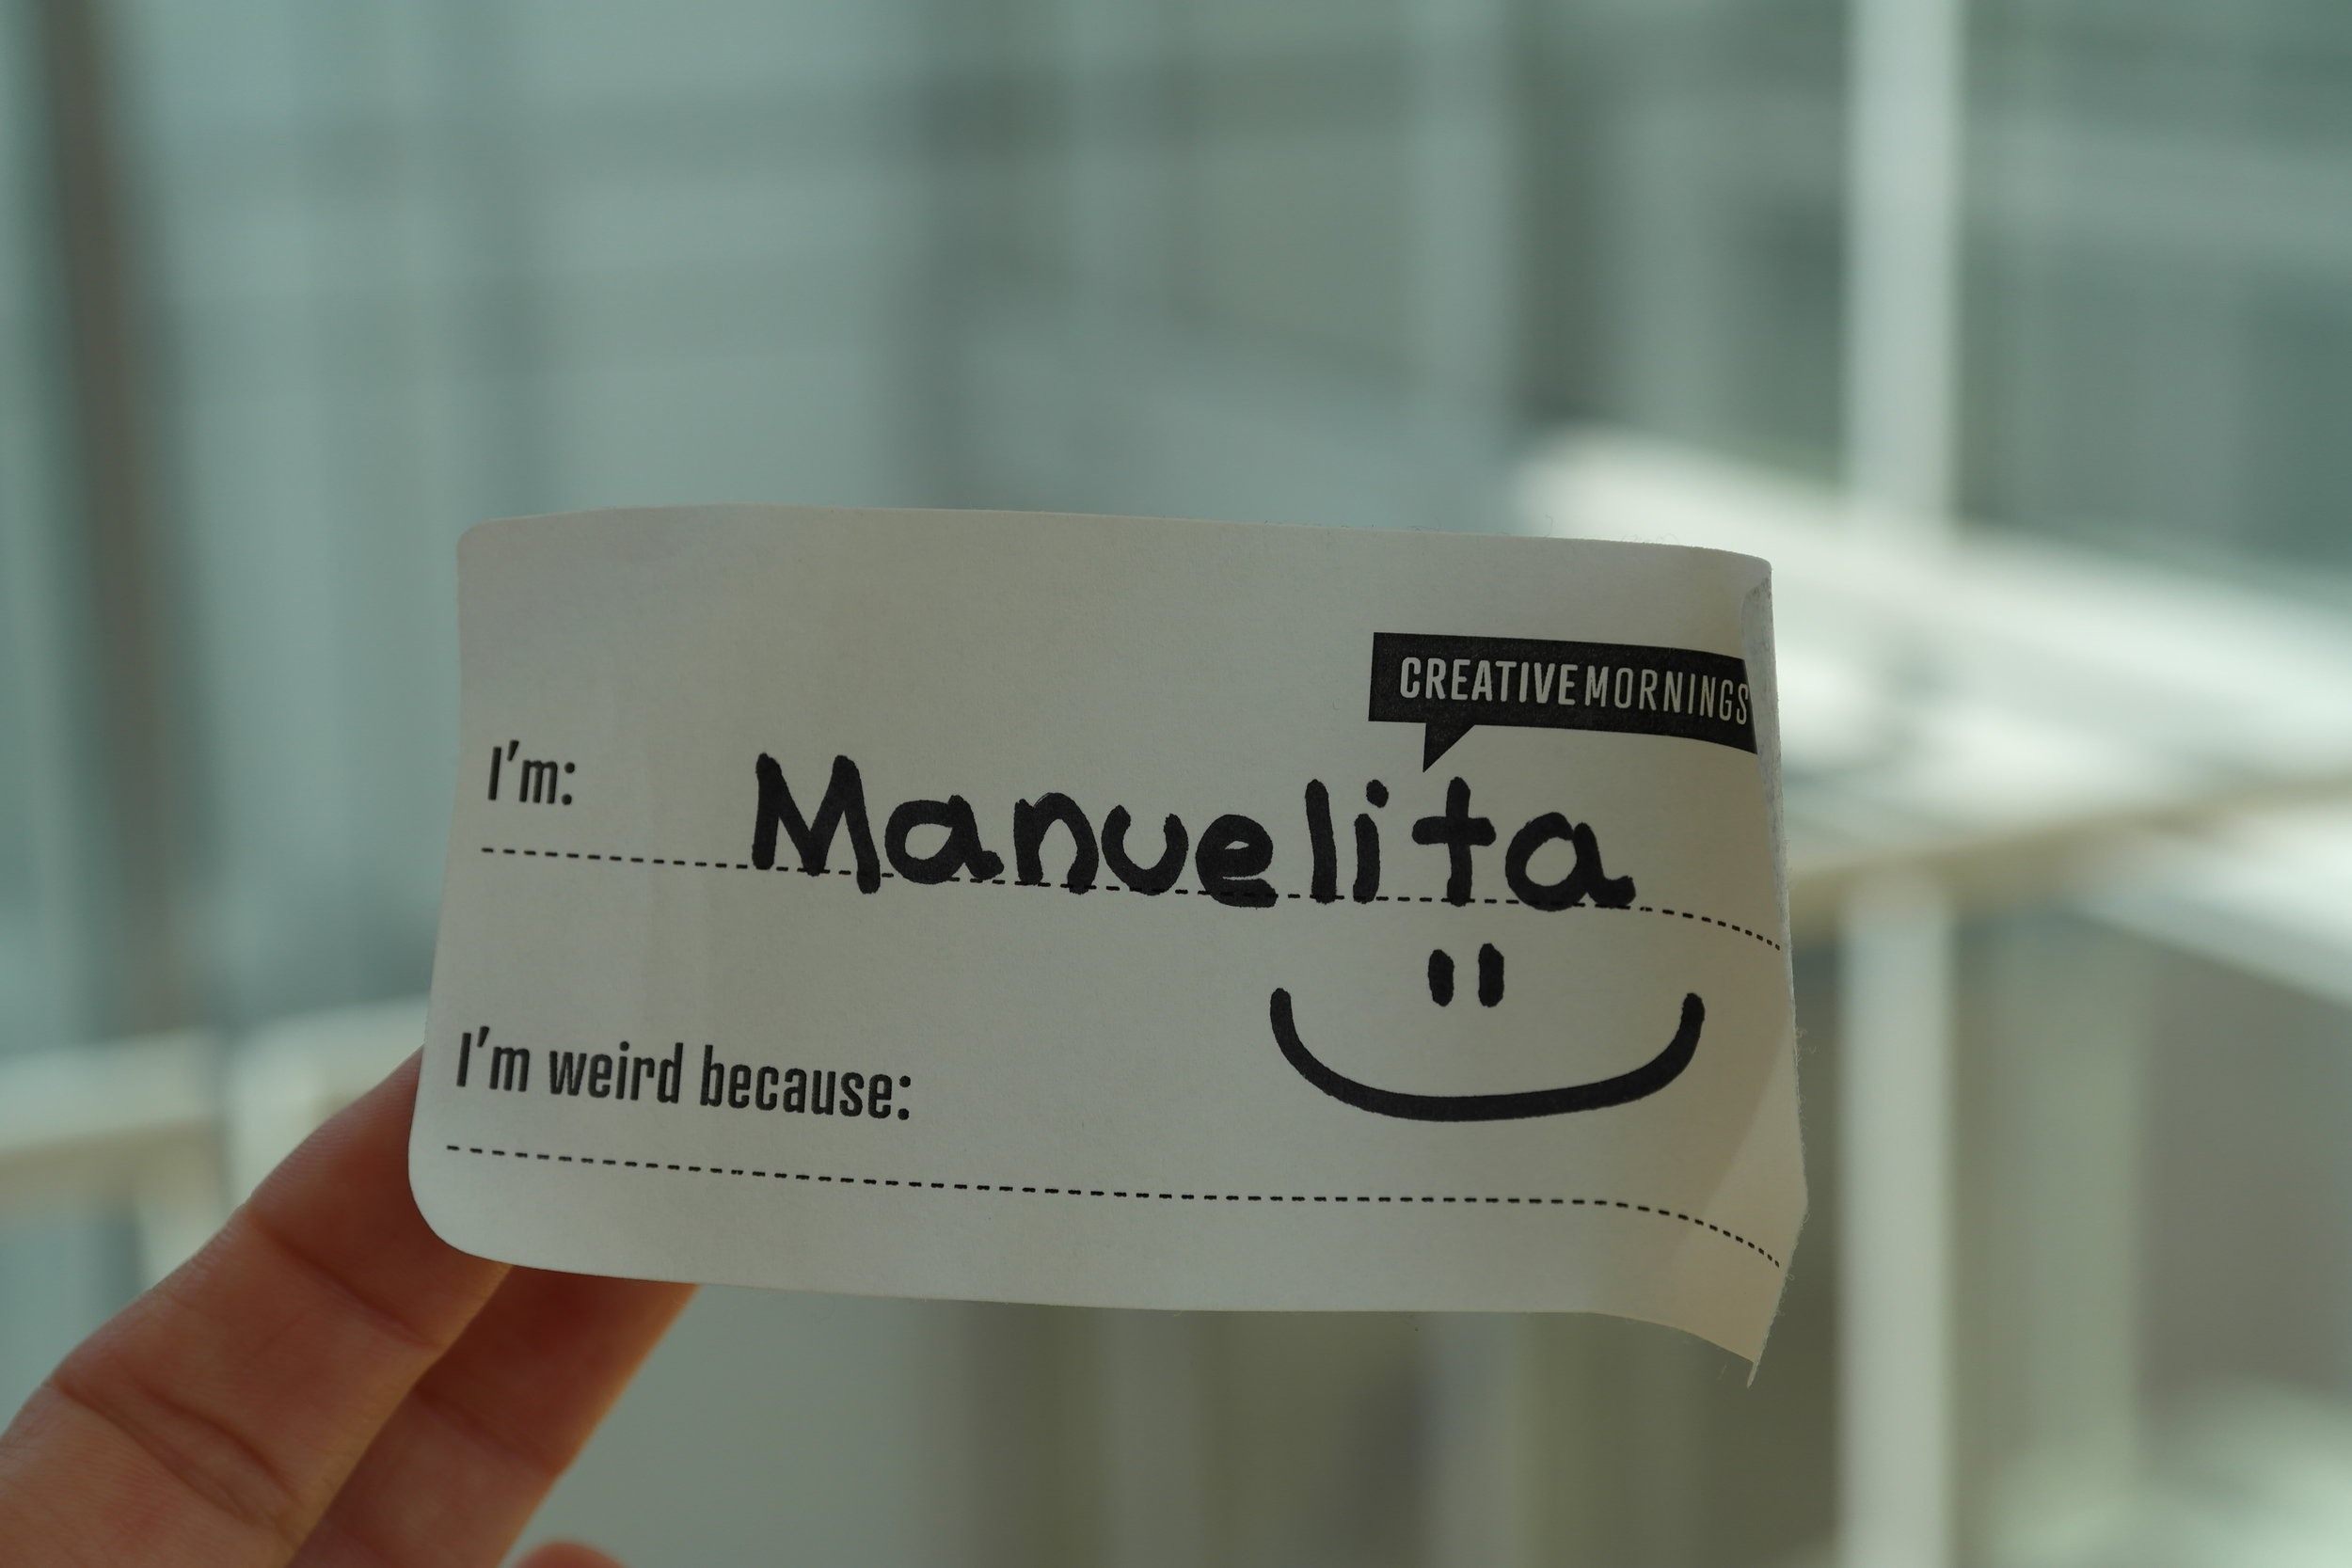 CREATIVEMORNINGS
I'm: Manuelita
I'm weird because: